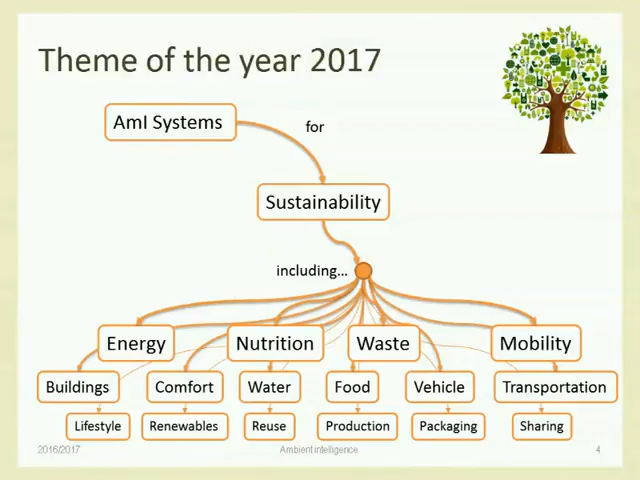 Theme of the year 2017
AmI Systems
for
Sustainability
including...
Energy
Nutrition
Waste
Mobility
Buildings
Comfort
Water
Food
Vehicle
Transportation
Lifestyle
Renewables
Reuse
Production
Packaging
Sharing
2016/2017
Ambient intelligence
4